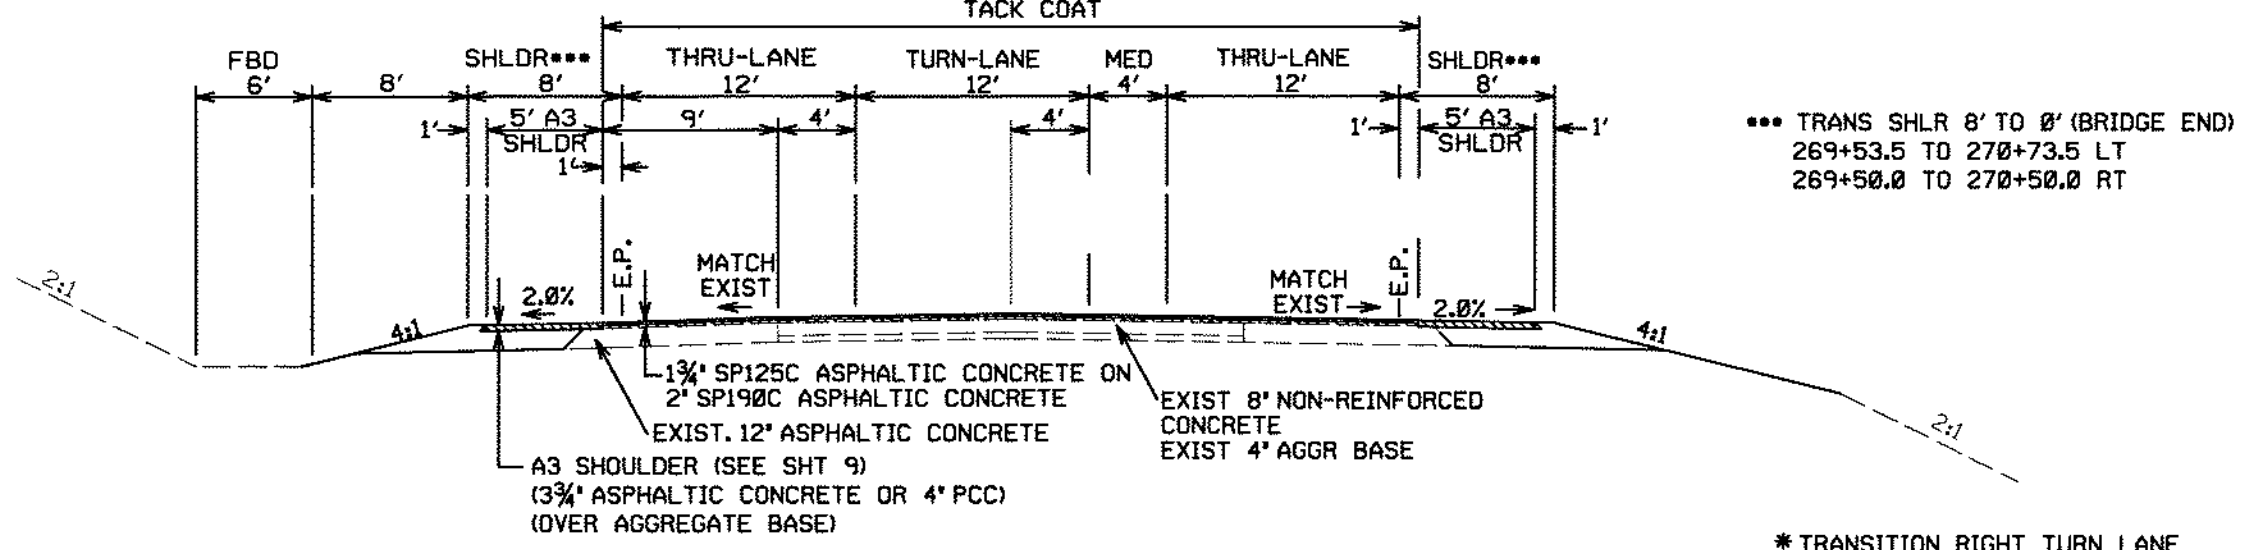 TACK COAT
FBD SHLDR*** THRU-LANE TURN-LANE MED THRU-LANE SHLDR***
6' 8' 8' 12' 12' 4' 12' 8'
1' 5' A3 9' 4' 4' 1' 5' A3 1'
SHLDR SHLDR
1'
*** TRANS SHLR 8' TO 0' (BRIDGE END)
269+53.5 TO 270+73.5 LT
269+50.0 TO 270+50.0 RT
E.P. E.P.
MATCH
EXIST
MATCH
EXIST
2:1 2.0% 2.0%
4:1 4:1
2:1
1¾" SP125C ASPHALTIC CONCRETE ON
2" SP190C ASPHALTIC CONCRETE
EXIST. 12" ASPHALTIC CONCRETE
EXIST 8" NON-REINFORCED
CONCRETE
EXIST 4" AGGR BASE
A3 SHOULDER (SEE SHT 9)
(3¾" ASPHALTIC CONCRETE OR 4" PCC)
(OVER AGGREGATE BASE)
* TRANSITION RIGHT TURN LANE